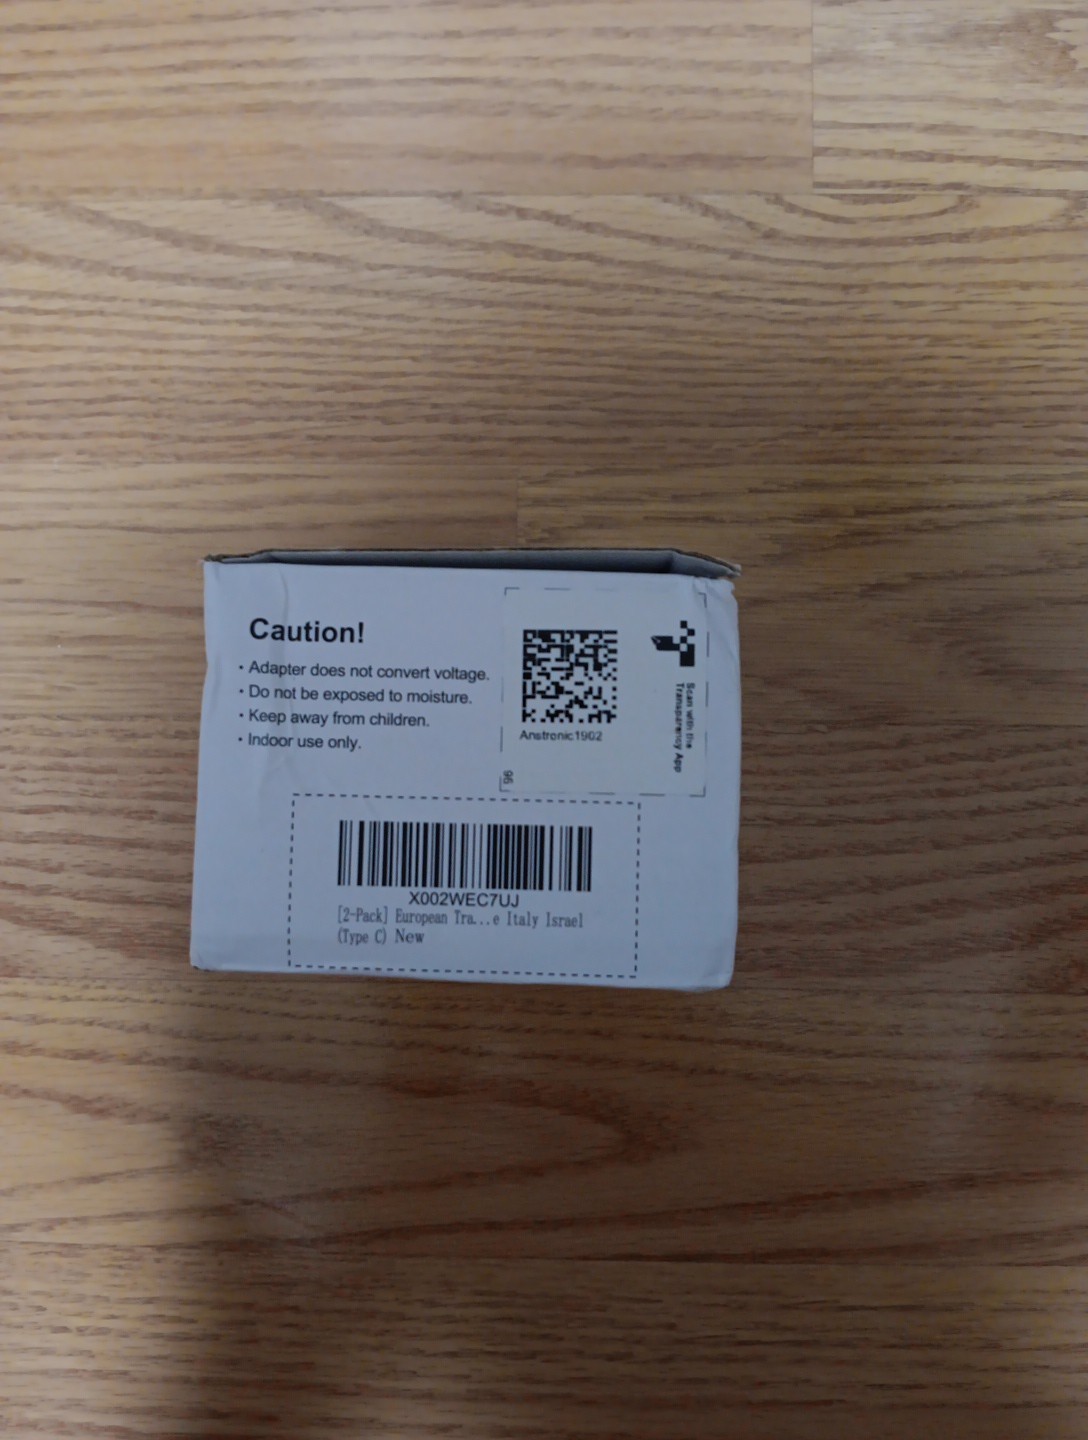 Caution!
• Adapter does not convert voltage.
• Do not be exposed to moisture.
• Keep away from children.
• Indoor use only.
Anstronic1902
96
Scan with the
Transparency App
X002WEC7UJ
[2-Pack] European Tra...e Italy Israel
(Type C) New